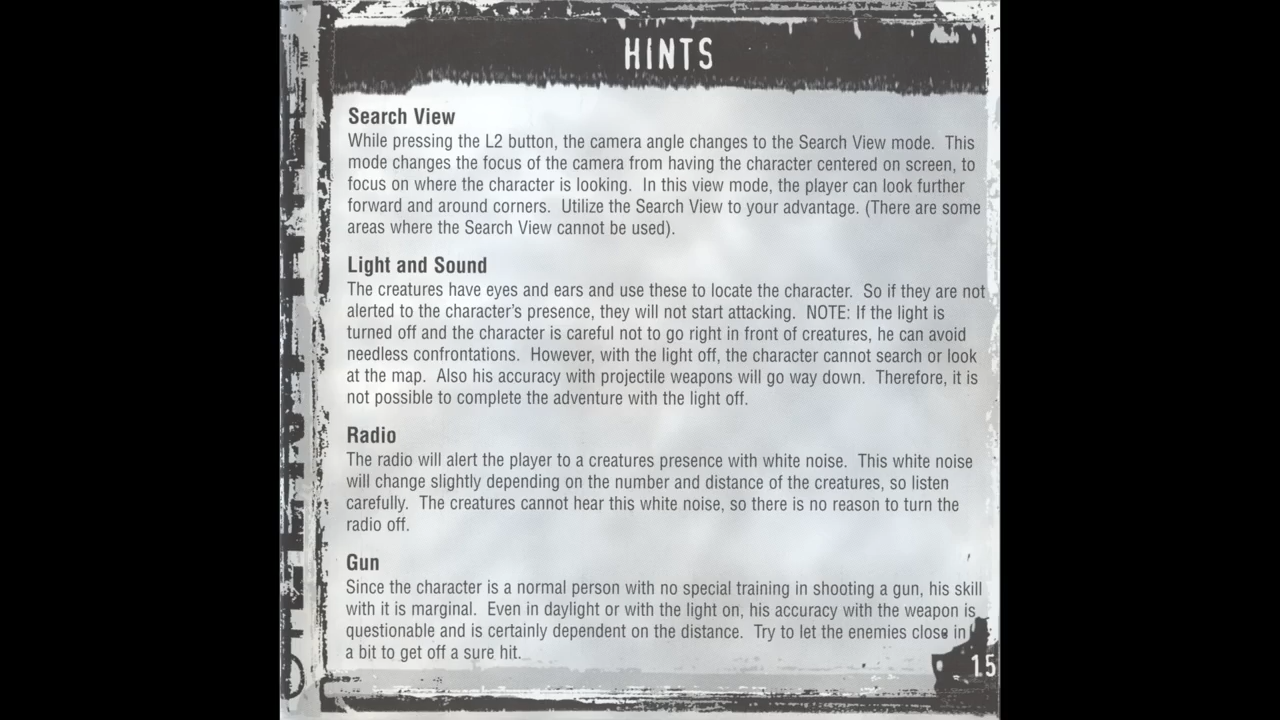 HINTS
Search View
While pressing the L2 button, the camera angle changes to the Search View mode. This
mode changes the focus of the camera from having the character centered on screen, to
focus on where the character is looking. In this view mode, the player can look further
forward and around corners. Utilize the Search View to your advantage. (There are some
areas where the Search View cannot be used).
Light and Sound
The creatures have eyes and ears and use these to locate the character. So if they are not
alerted to the character's presence, they will not start attacking. NOTE: If the light is
turned off and the character is careful not to go right in front of creatures, he can avoid
needless confrontations. However, with the light off, the character cannot search or look
at the map. Also his accuracy with projectile weapons will go way down. Therefore, it is
not possible to complete the adventure with the light off.
Radio
The radio will alert the player to a creatures presence with white noise. This white noise
will change slightly depending on the number and distance of the creatures, so listen
carefully. The creatures cannot hear this white noise, so there is no reason to turn the
radio off.
Gun
Since the character is a normal person with no special training in shooting a gun, his skill
with it is marginal. Even in daylight or with the light on, his accuracy with the weapon is
questionable and is certainly dependent on the distance. Try to let the enemies close in
a bit to get off a sure hit.
15
TM